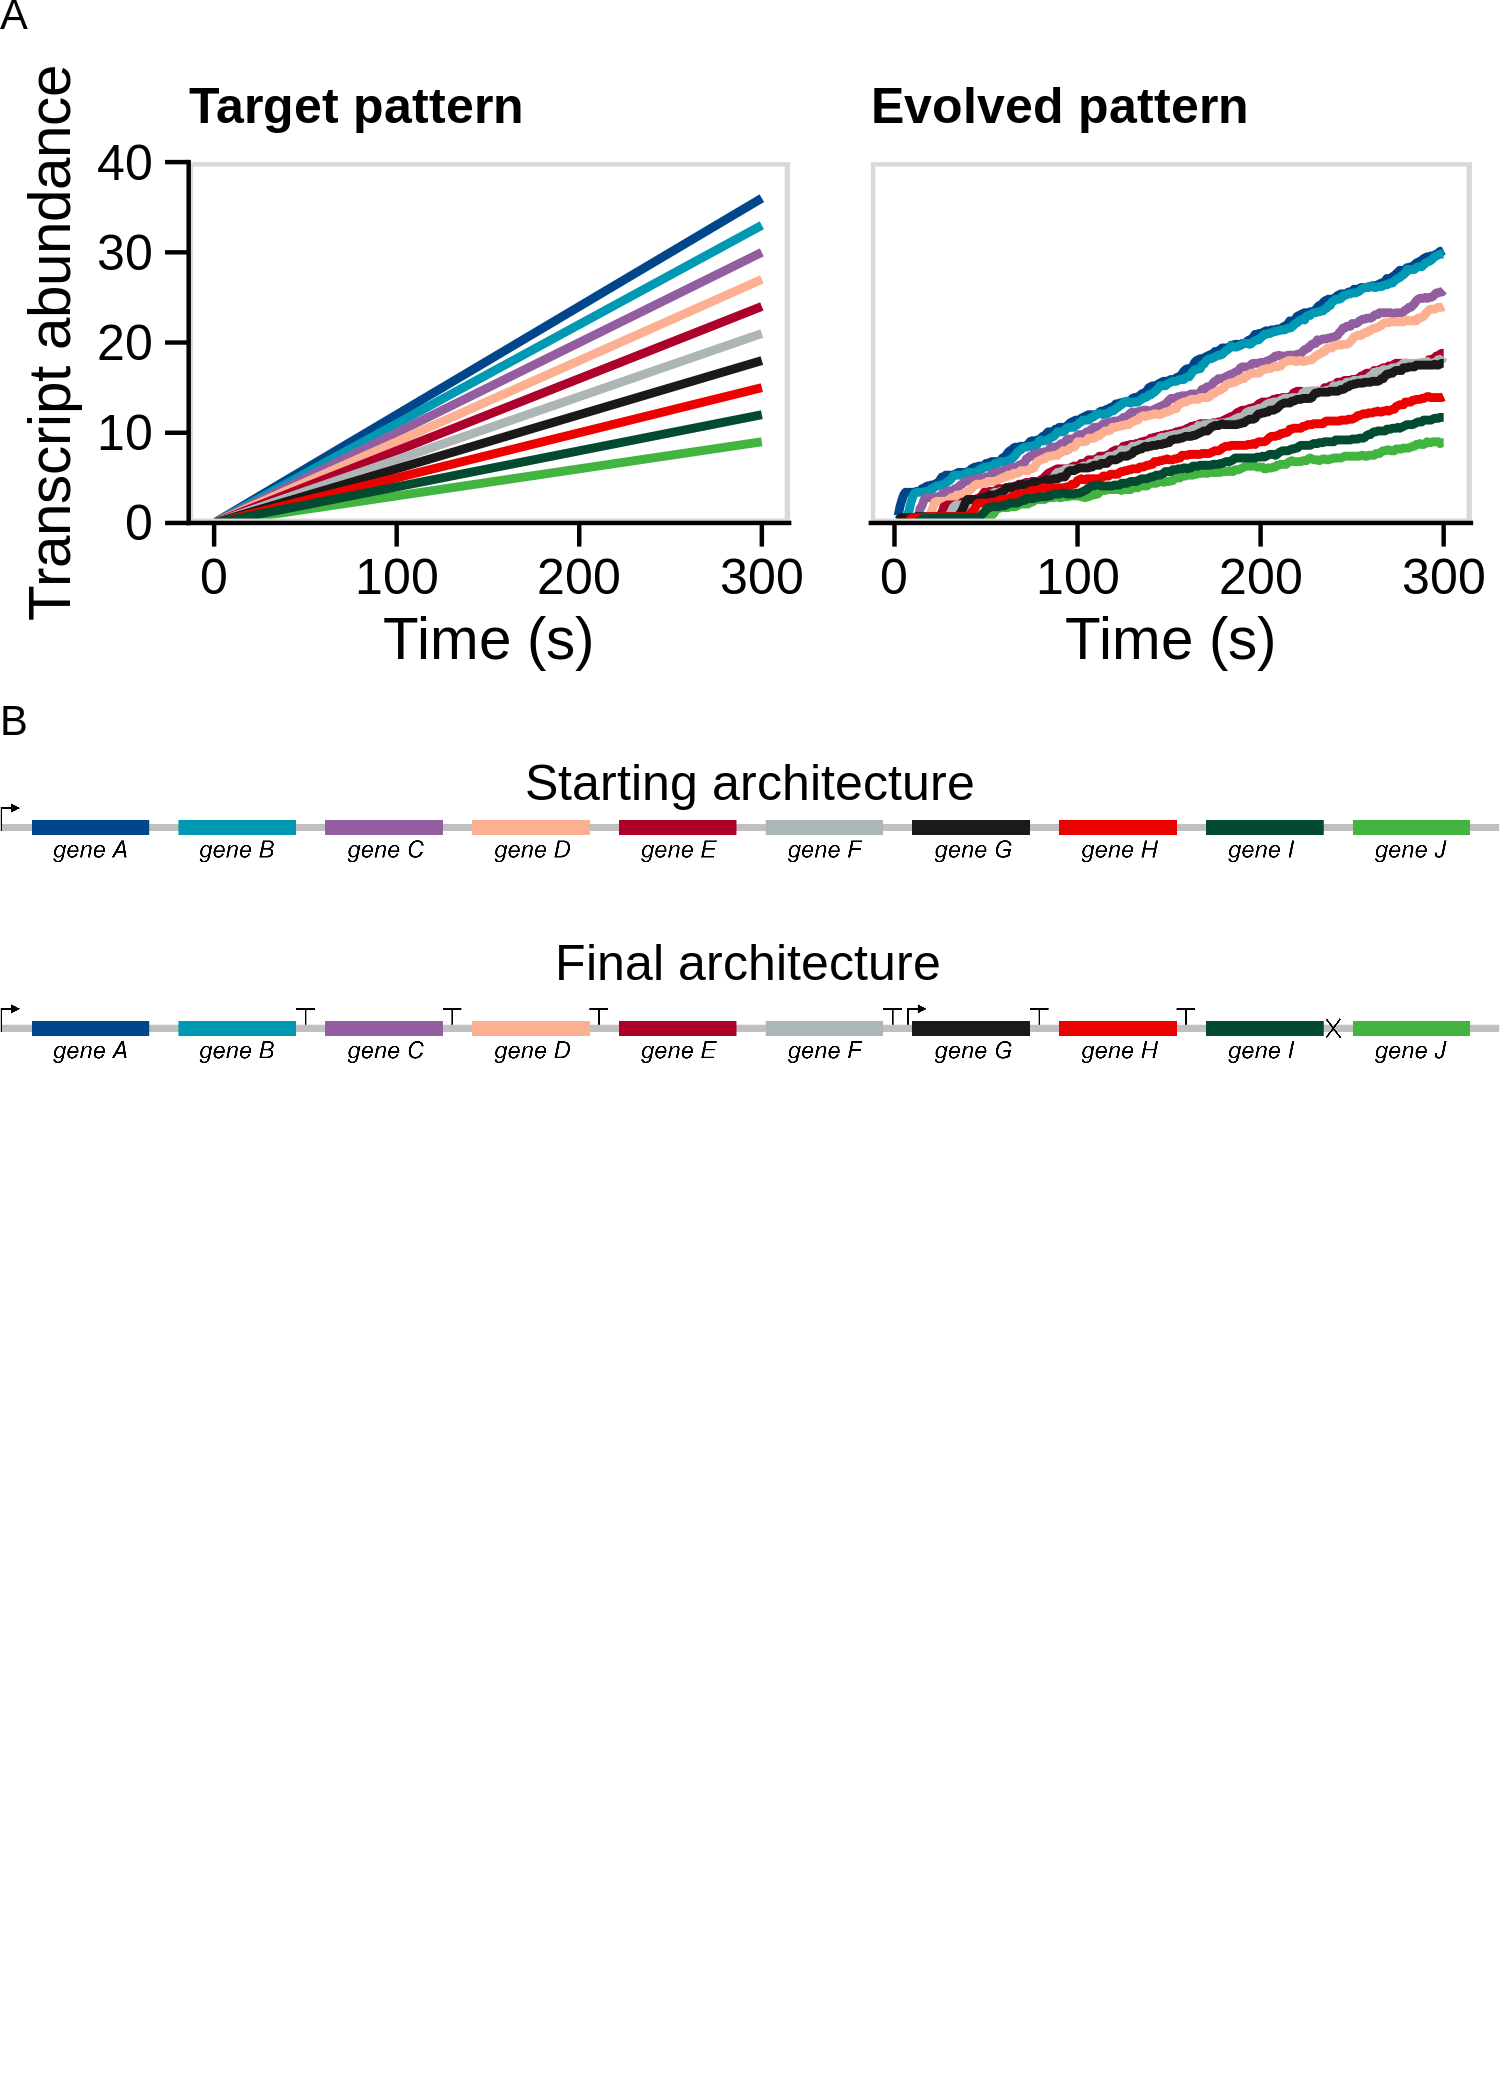 A
Target pattern
Evolved pattern
Transcript abundance
40
30
20
10
0
0 100 200 300
0 100 200 300
Time (s)
Time (s)
B
Starting architecture
gene A gene B gene C gene D gene E gene F gene G gene H gene I gene J
Final architecture
gene A gene B gene C gene D gene E gene F gene G gene H gene I gene J